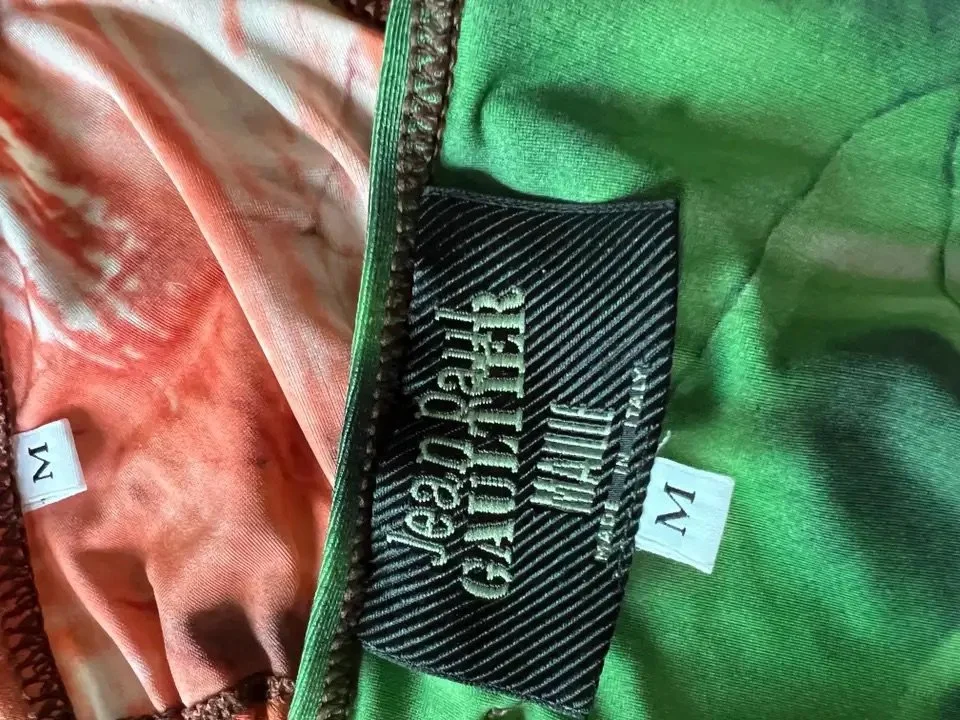 Jean Paul
GAULTIER
MAILLE
MADE IN ITALY
M
M